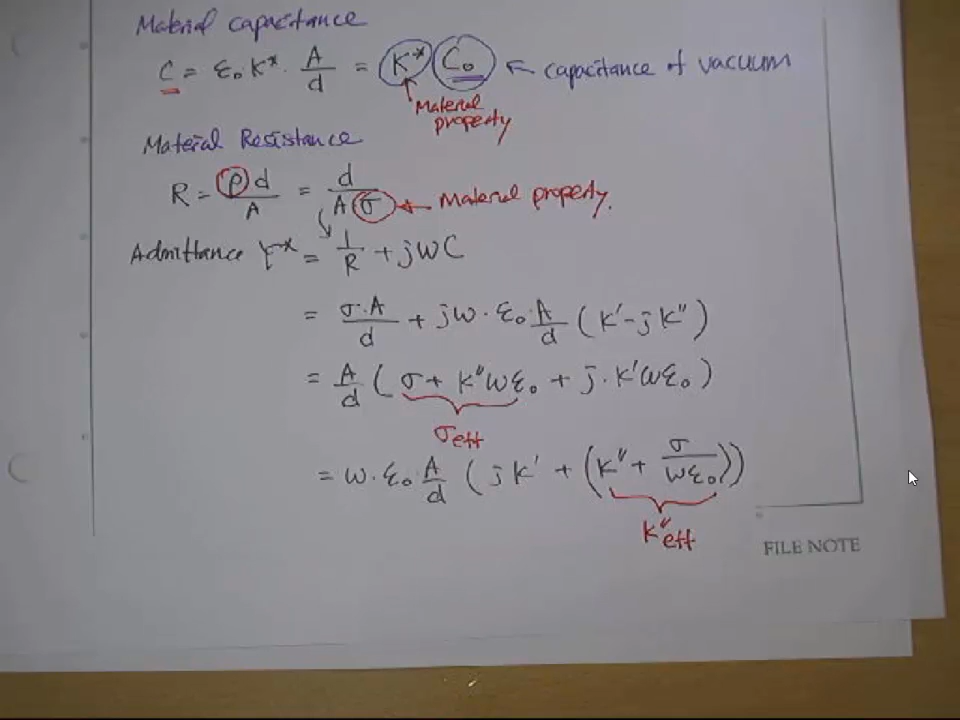 Material capacitance
C = ε₀ K* · A/d = K* C₀ ← capacitance of vacuum
Material property
Material Resistance
R = ρd/A = d/Aσ ← Material property.
Admittance Y* = 1/R + jωC
= σ·A/d + jω·ε₀·A/d (K' - jK")
= A/d (σ + K"ωε₀ + j·K'ωε₀)
σeff
= ω·ε₀·A/d (jK' + (K" + σ/ωε₀))
K"eff
FILE NOTE